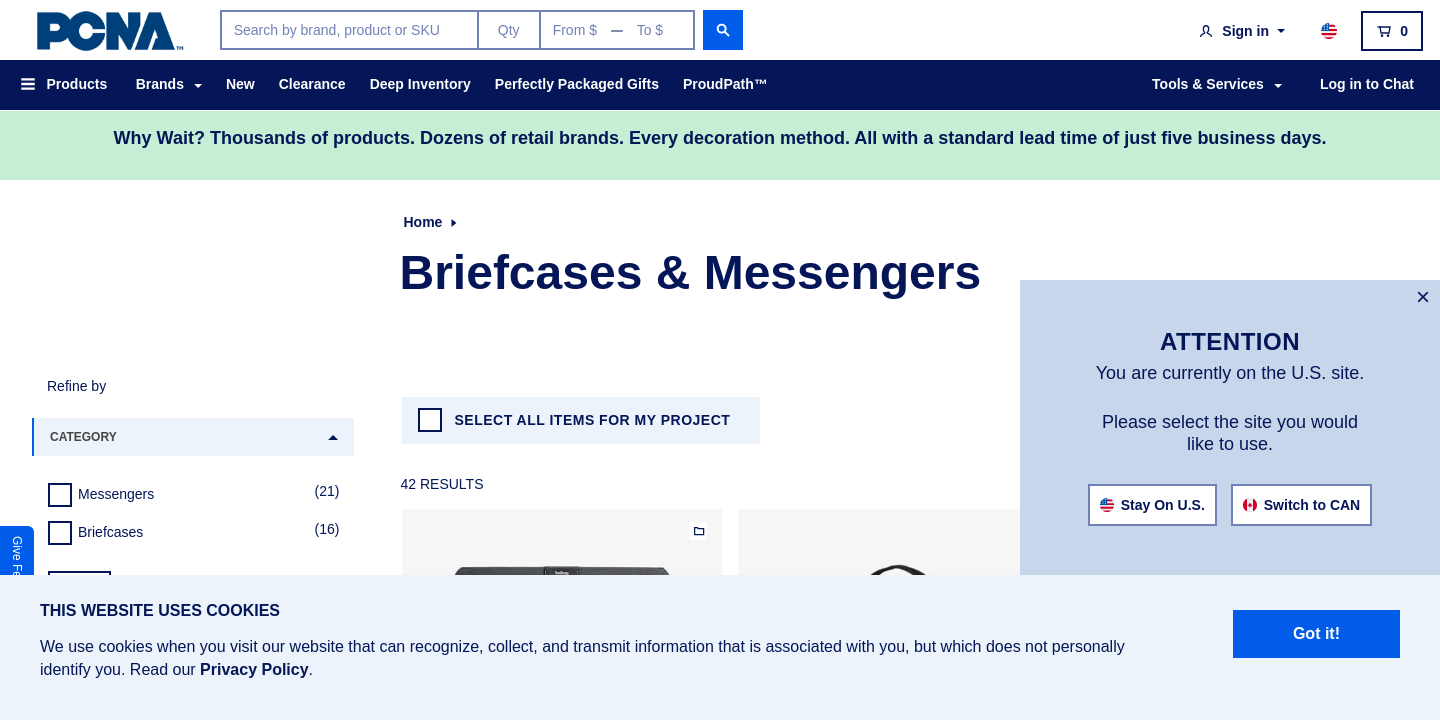 PCNA™
Search by brand, product or SKU
Qty
From $ — To $
Sign in
0
Products
Brands
New
Clearance
Deep Inventory
Perfectly Packaged Gifts
ProudPath™
Tools & Services
Log in to Chat
Why Wait? Thousands of products. Dozens of retail brands. Every decoration method. All with a standard lead time of just five business days.
Home
Briefcases & Messengers
×
ATTENTION
You are currently on the U.S. site.
Please select the site you would
like to use.
Stay On U.S.
Switch to CAN
Refine by
CATEGORY
Messengers (21)
Briefcases (16)
SELECT ALL ITEMS FOR MY PROJECT
42 RESULTS
Give Fe
THIS WEBSITE USES COOKIES
We use cookies when you visit our website that can recognize, collect, and transmit information that is associated with you, but which does not personally
identify you. Read our Privacy Policy.
Got it!